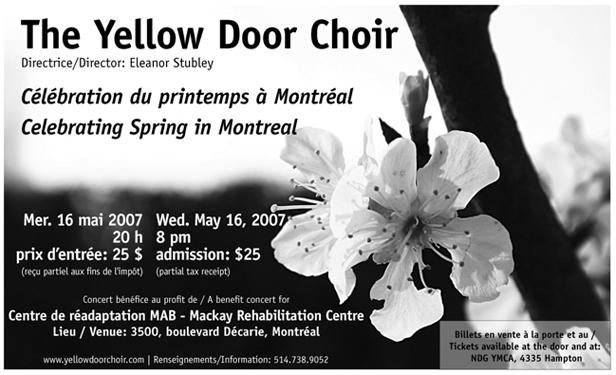 The Yellow Door Choir
Directrice/Director: Eleanor Stubley
Célébration du printemps à Montréal
Celebrating Spring in Montreal
Mer. 16 mai 2007
20 h
prix d'entrée: 25 $
(reçu partiel aux fins de l'impôt)
Wed. May 16, 2007
8 pm
admission: $25
(partial tax receipt)
Concert bénéfice au profit de / A benefit concert for
Centre de réadaptation MAB - Mackay Rehabilitation Centre
Lieu / Venue: 3500, boulevard Décarie, Montréal
www.yellowdoorchoir.com | Renseignements/Information: 514.738.9052
Billets en vente à la porte et au /
Tickets available at the door and at:
NDG YMCA, 4335 Hampton